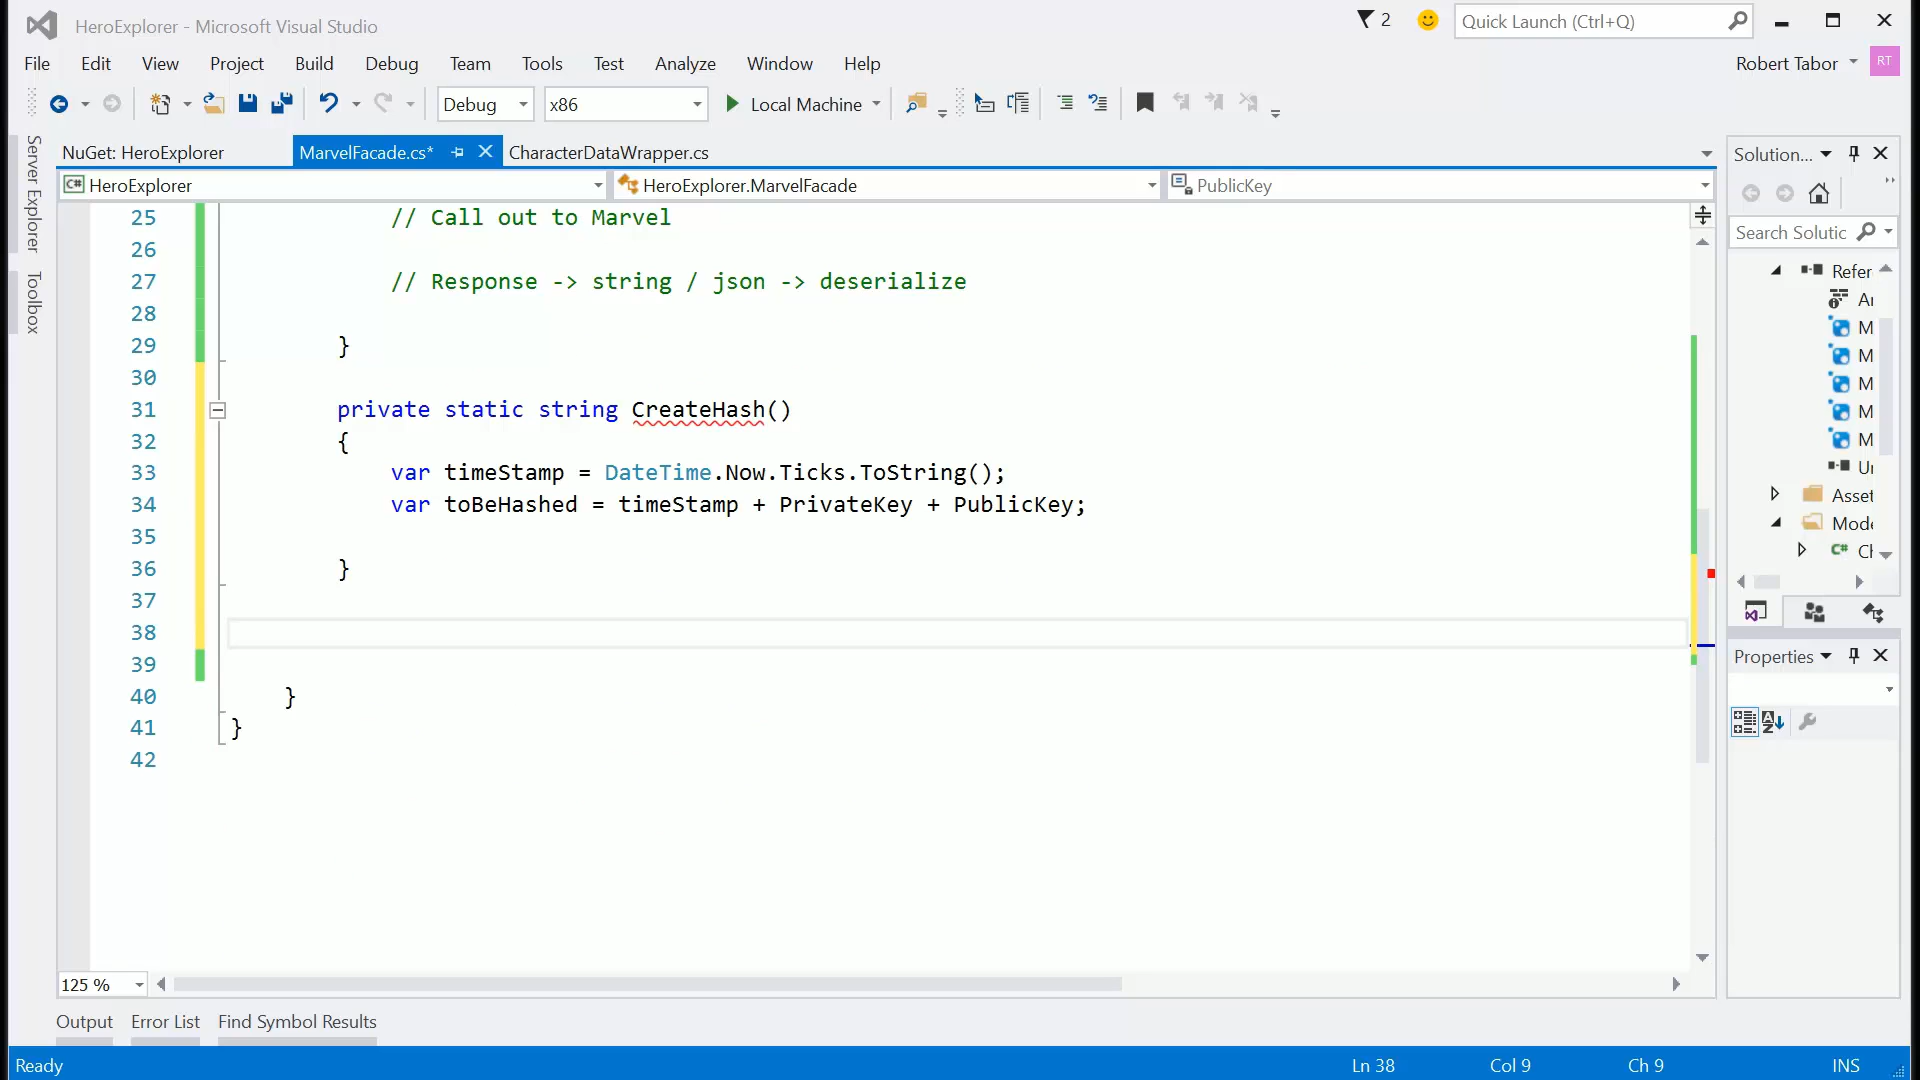 HeroExplorer - Microsoft Visual Studio
2
Quick Launch (Ctrl+Q)
File Edit View Project Build Debug Team Tools Test Analyze Window Help
Robert Tabor RT
Debug x86 Local Machine
Server Explorer
Toolbox
NuGet: HeroExplorer MarvelFacade.cs* CharacterDataWrapper.cs
C# HeroExplorer HeroExplorer.MarvelFacade PublicKey
25 // Call out to Marvel
26
27 // Response -> string / json -> deserialize
28
29 }
30
31 private static string CreateHash()
32 {
33 var timeStamp = DateTime.Now.Ticks.ToString();
34 var toBeHashed = timeStamp + PrivateKey + PublicKey;
35
36 }
37
38
39
40 }
41 }
42
125 %
Solution...
Search Solutic
Refer
Ar
M
M
M
M
M
Ur
Asset
Mode
C# Ch
Properties
Output Error List Find Symbol Results
Ready Ln 38 Col 9 Ch 9 INS